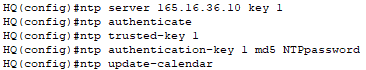 HQ(config)#ntp server 165.16.36.10 key 1
HQ(config)#ntp authenticate
HQ(config)#ntp trusted-key 1
HQ(config)#ntp authentication-key 1 md5 NTPpassword
HQ(config)#ntp update-calendar